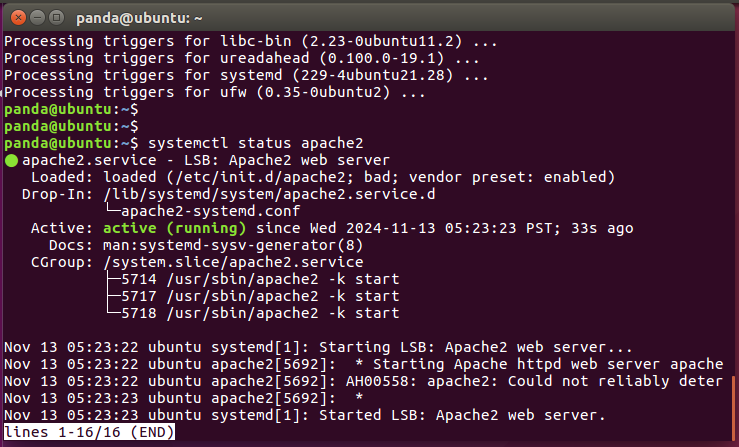 panda@ubuntu: ~
Processing triggers for libc-bin (2.23-0ubuntu11.2) ...
Processing triggers for ureadahead (0.100.0-19.1) ...
Processing triggers for systemd (229-4ubuntu21.28) ...
Processing triggers for ufw (0.35-0ubuntu2) ...
panda@ubuntu:~$
panda@ubuntu:~$
panda@ubuntu:~$ systemctl status apache2
● apache2.service - LSB: Apache2 web server
   Loaded: loaded (/etc/init.d/apache2; bad; vendor preset: enabled)
  Drop-In: /lib/systemd/system/apache2.service.d
           └─apache2-systemd.conf
   Active: active (running) since Wed 2024-11-13 05:23:23 PST; 33s ago
     Docs: man:systemd-sysv-generator(8)
   CGroup: /system.slice/apache2.service
           ├─5714 /usr/sbin/apache2 -k start
           ├─5717 /usr/sbin/apache2 -k start
           └─5718 /usr/sbin/apache2 -k start
Nov 13 05:23:22 ubuntu systemd[1]: Starting LSB: Apache2 web server...
Nov 13 05:23:22 ubuntu apache2[5692]:  * Starting Apache httpd web server apache
Nov 13 05:23:22 ubuntu apache2[5692]: AH00558: apache2: Could not reliably deter
Nov 13 05:23:23 ubuntu apache2[5692]:  *
Nov 13 05:23:23 ubuntu systemd[1]: Started LSB: Apache2 web server.
lines 1-16/16 (END)